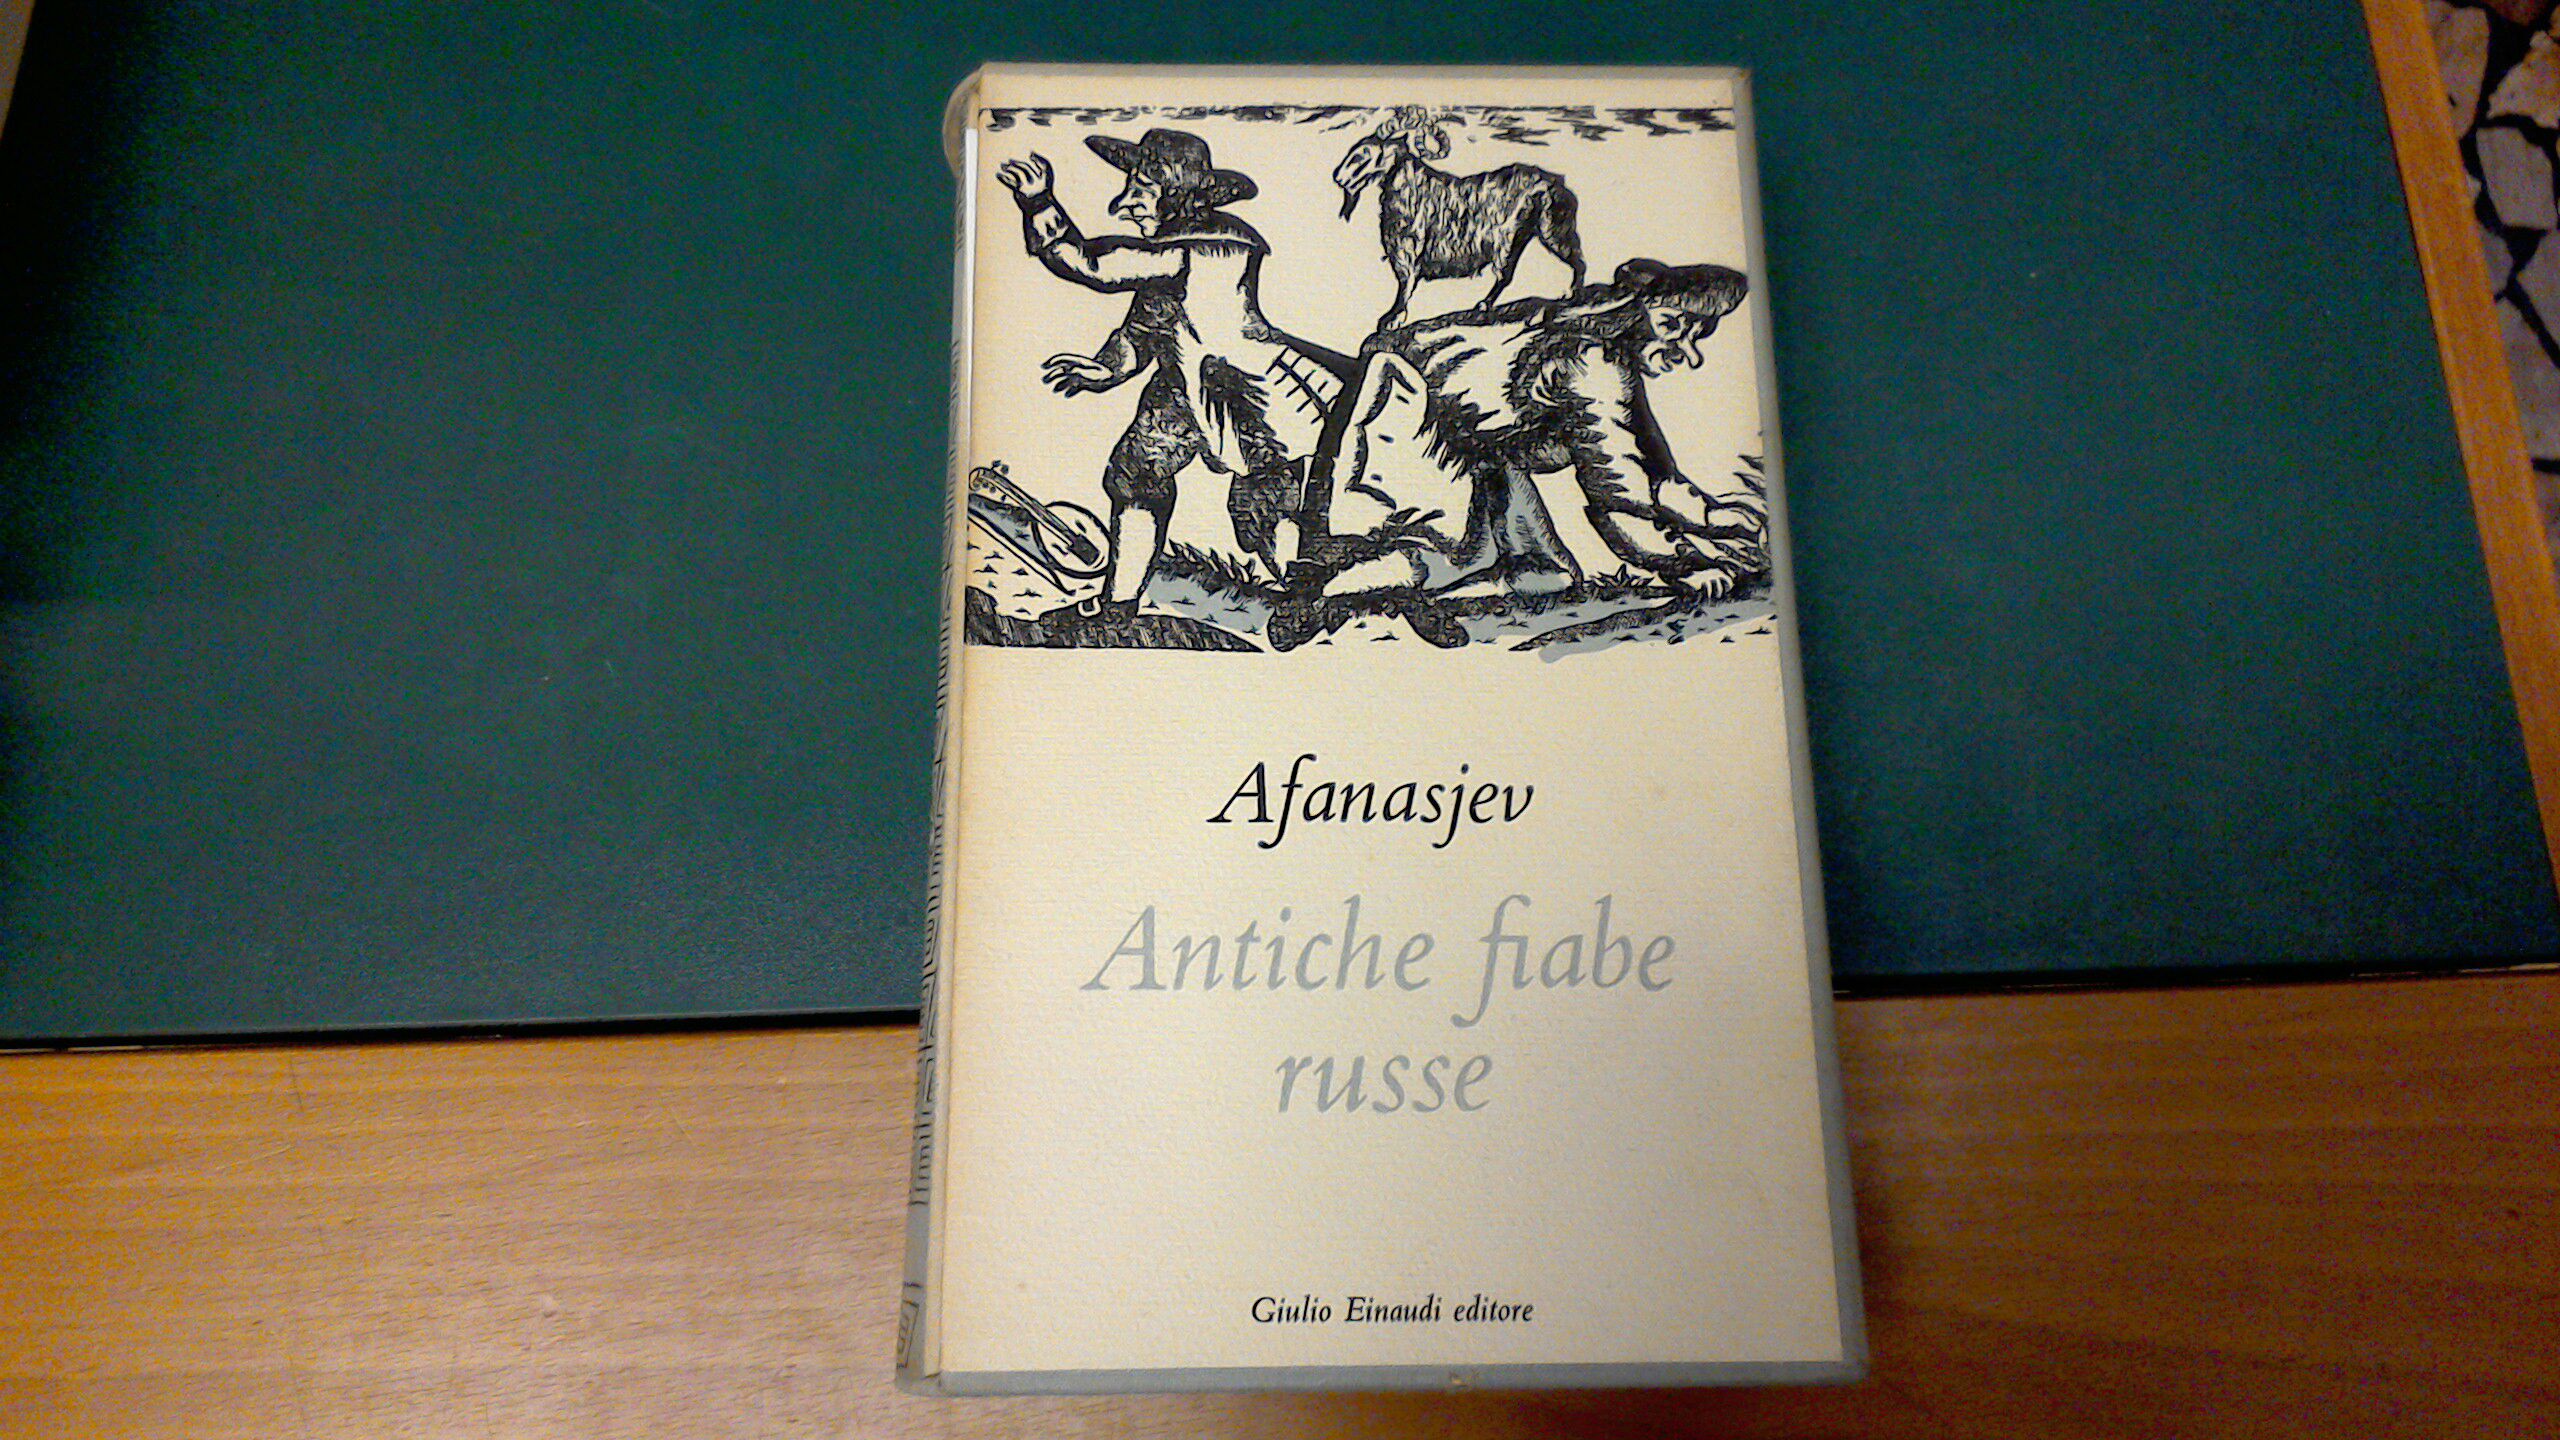 Afanasjev
Antiche fiabe
russe
Giulio Einaudi editore